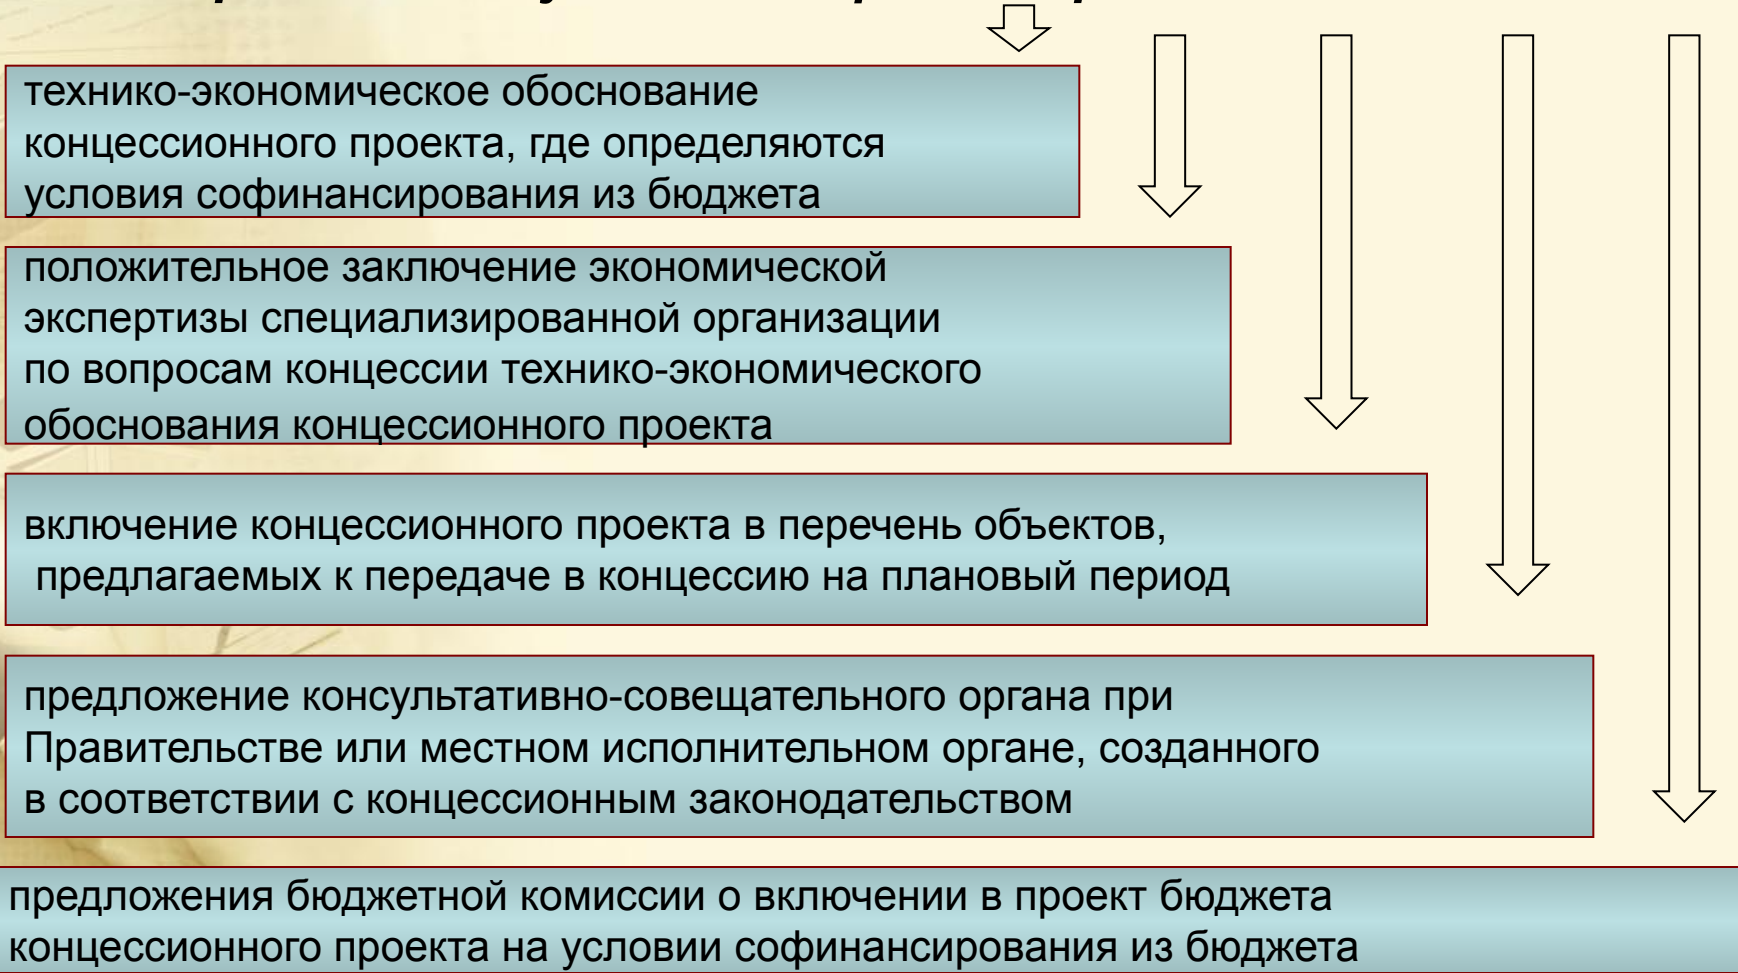 технико-экономическое обоснование
концессионного проекта, где определяются
условия софинансирования из бюджета
положительное заключение экономической
экспертизы специализированной организации
по вопросам концессии технико-экономического
обоснования концессионного проекта
включение концессионного проекта в перечень объектов,
предлагаемых к передаче в концессию на плановый период
предложение консультативно-совещательного органа при
Правительстве или местном исполнительном органе, созданного
в соответствии с концессионным законодательством
предложения бюджетной комиссии о включении в проект бюджета
концессионного проекта на условии софинансирования из бюджета